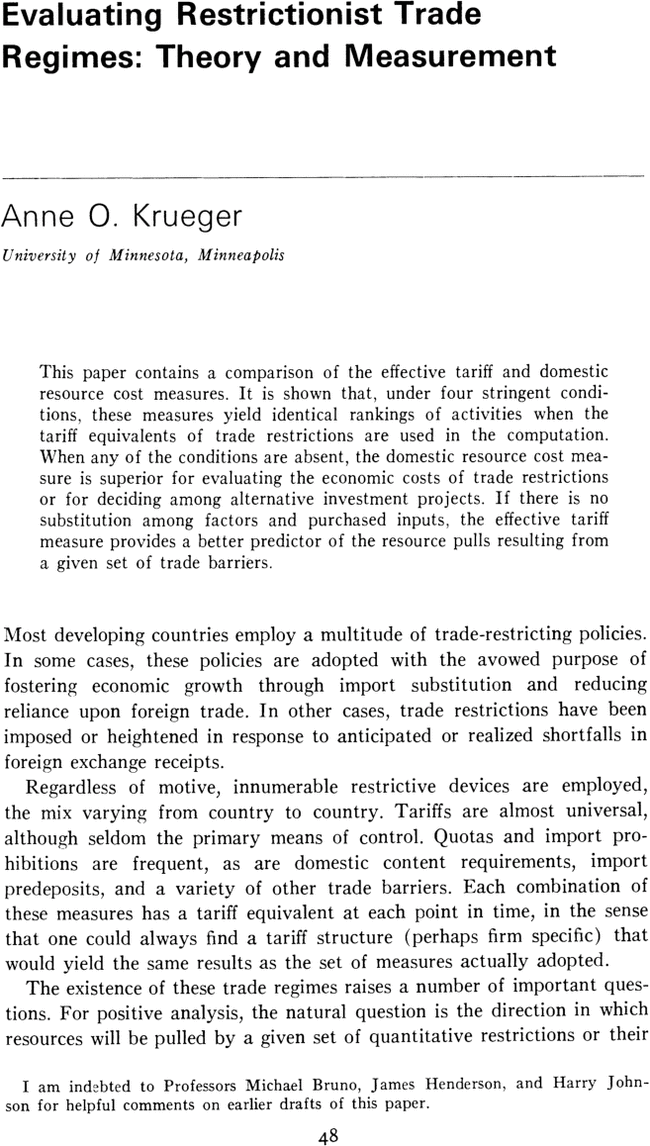 Evaluating Restrictionist Trade
Regimes: Theory and Measurement
Anne O. Krueger
University of Minnesota, Minneapolis
This paper contains a comparison of the effective tariff and domestic
resource cost measures. It is shown that, under four stringent condi-
tions, these measures yield identical rankings of activities when the
tariff equivalents of trade restrictions are used in the computation.
When any of the conditions are absent, the domestic resource cost mea-
sure is superior for evaluating the economic costs of trade restrictions
or for deciding among alternative investment projects. If there is no
substitution among factors and purchased inputs, the effective tariff
measure provides a better predictor of the resource pulls resulting from
a given set of trade barriers.
Most developing countries employ a multitude of trade-restricting policies.
In some cases, these policies are adopted with the avowed purpose of
fostering economic growth through import substitution and reducing
reliance upon foreign trade. In other cases, trade restrictions have been
imposed or heightened in response to anticipated or realized shortfalls in
foreign exchange receipts.
Regardless of motive, innumerable restrictive devices are employed,
the mix varying from country to country. Tariffs are almost universal,
although seldom the primary means of control. Quotas and import pro-
hibitions are frequent, as are domestic content requirements, import
predeposits, and a variety of other trade barriers. Each combination of
these measures has a tariff equivalent at each point in time, in the sense
that one could always find a tariff structure (perhaps firm specific) that
would yield the same results as the set of measures actually adopted.
The existence of these trade regimes raises a number of important ques-
tions. For positive analysis, the natural question is the direction in which
resources will be pulled by a given set of quantitative restrictions or their
I am indebted to Professors Michael Bruno, James Henderson, and Harry John-
son for helpful comments on earlier drafts of this paper.
48